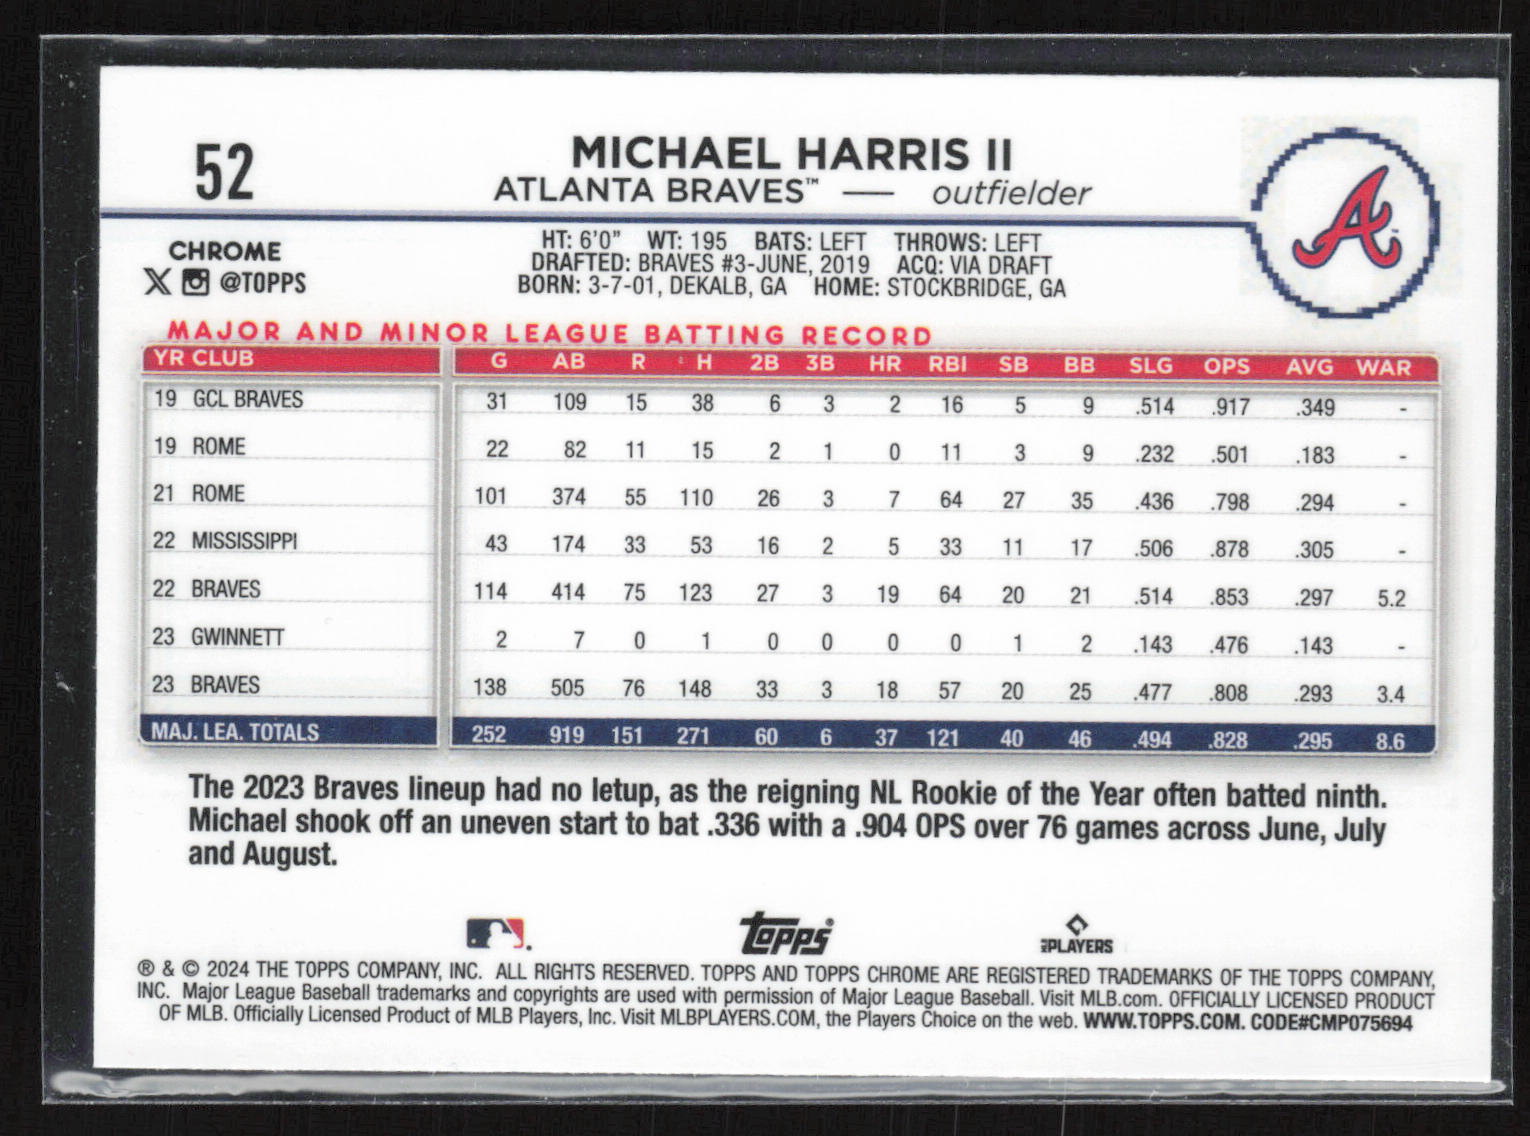 52
MICHAEL HARRIS II
ATLANTA BRAVES™ — outfielder
A
CHROME
X @TOPPS
HT: 6'0" WT: 195 BATS: LEFT THROWS: LEFT
DRAFTED: BRAVES #3-JUNE, 2019 ACQ: VIA DRAFT
BORN: 3-7-01, DEKALB, GA HOME: STOCKBRIDGE, GA
MAJOR AND MINOR LEAGUE BATTING RECORD
YR CLUB G AB R H 2B 3B HR RBI SB BB SLG OPS AVG WAR
19 GCL BRAVES 31 109 15 38 6 3 2 16 5 9 .514 .917 .349 -
19 ROME 22 82 11 15 2 1 0 11 3 9 .232 .501 .183 -
21 ROME 101 374 55 110 26 3 7 64 27 35 .436 .798 .294 -
22 MISSISSIPPI 43 174 33 53 16 2 5 33 11 17 .506 .878 .305 -
22 BRAVES 114 414 75 123 27 3 19 64 20 21 .514 .853 .297 5.2
23 GWINNETT 2 7 0 1 0 0 0 0 1 2 .143 .476 .143 -
23 BRAVES 138 505 76 148 33 3 18 57 20 25 .477 .808 .293 3.4
MAJ. LEA. TOTALS 252 919 151 271 60 6 37 121 40 46 .494 .828 .295 8.6
The 2023 Braves lineup had no letup, as the reigning NL Rookie of the Year often batted ninth.
Michael shook off an uneven start to bat .336 with a .904 OPS over 76 games across June, July
and August.
Topps® MLB PLAYERS
® & © 2024 THE TOPPS COMPANY, INC. ALL RIGHTS RESERVED. TOPPS AND TOPPS CHROME ARE REGISTERED TRADEMARKS OF THE TOPPS COMPANY,
INC. Major League Baseball trademarks and copyrights are used with permission of Major League Baseball. Visit MLB.com. OFFICIALLY LICENSED PRODUCT
OF MLB. Officially Licensed Product of MLB Players, Inc. Visit MLBPLAYERS.COM, the Players Choice on the web. WWW.TOPPS.COM. CODE#CMP075694